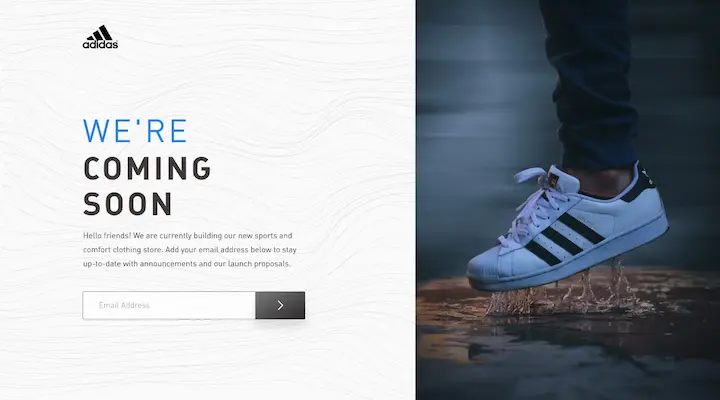 adidas
WE'RE
COMING
SOON
Hello friends! We are currently building our new sports and
comfort clothing store. Add your email address below to stay
up-to-date with announcements and our launch proposals.
Email Address